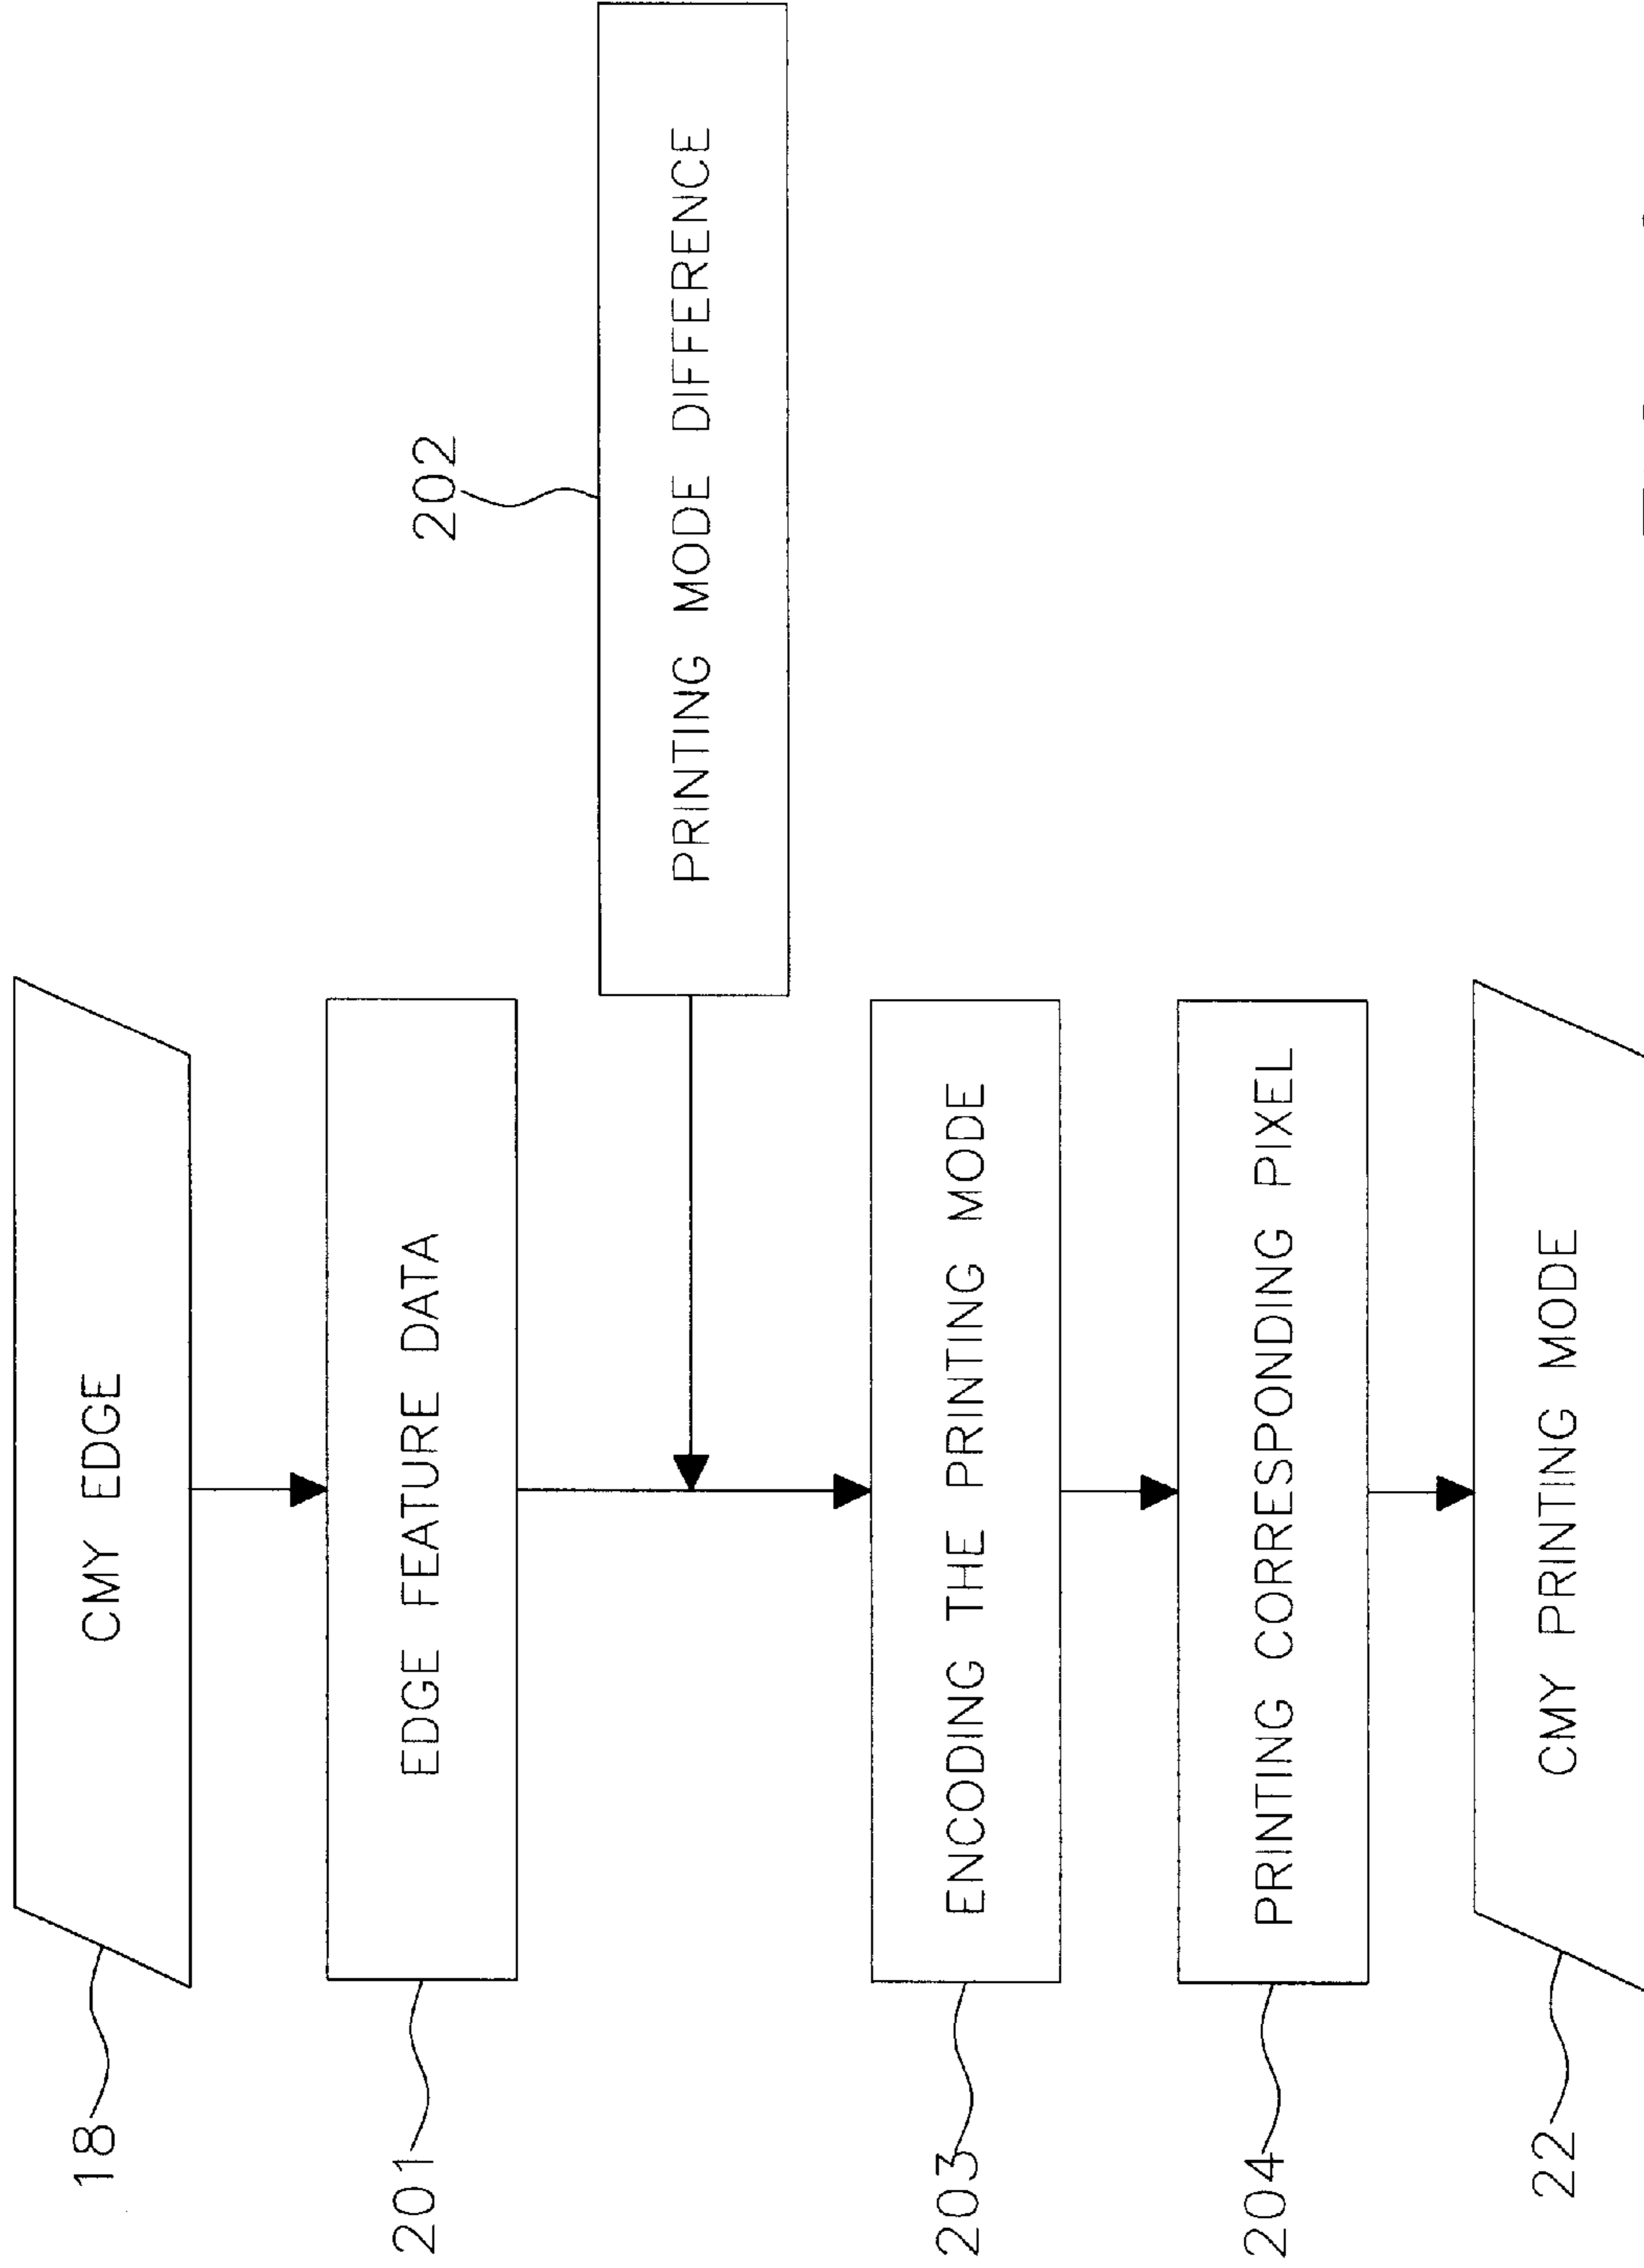 18
CMY EDGE
201
EDGE FEATURE DATA
202
PRINTING MODE DIFFERENCE
203
ENCODING THE PRINTING MODE
204
PRINTING CORRESPONDING PIXEL
22
CMY PRINTING MODE